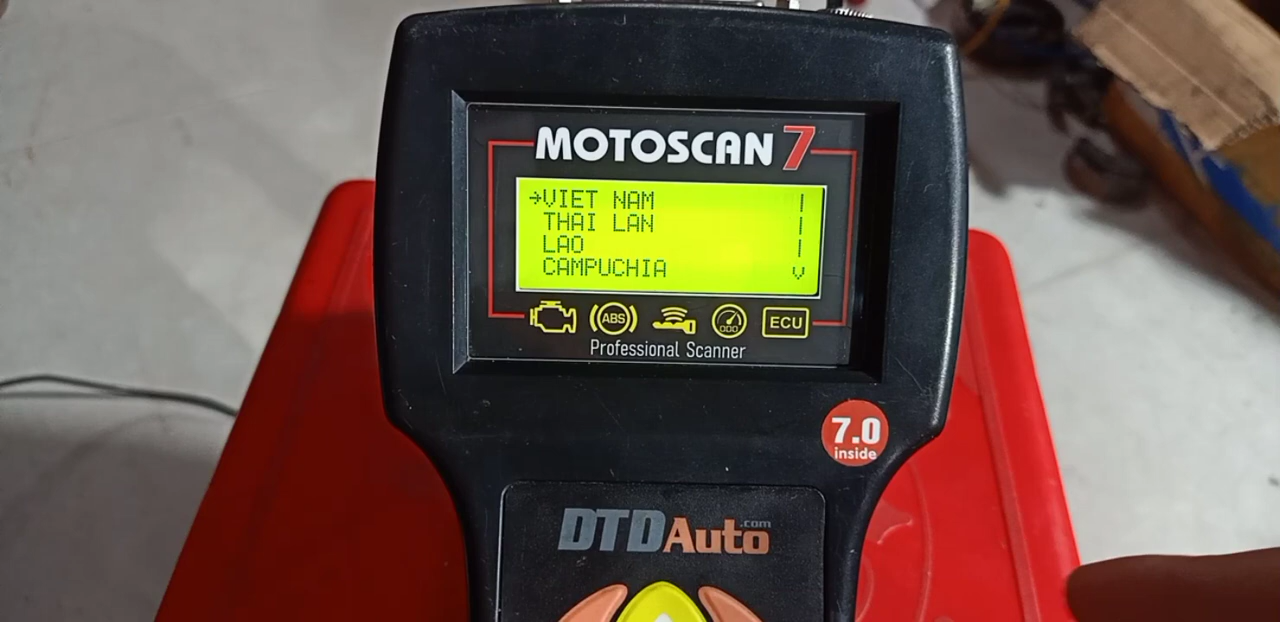 MOTOSCAN 7
→VIET NAM
THAI LAN
LAO
CAMPUCHIA
ABS
ECU
Professional Scanner
7.0
inside
DTDAuto.com